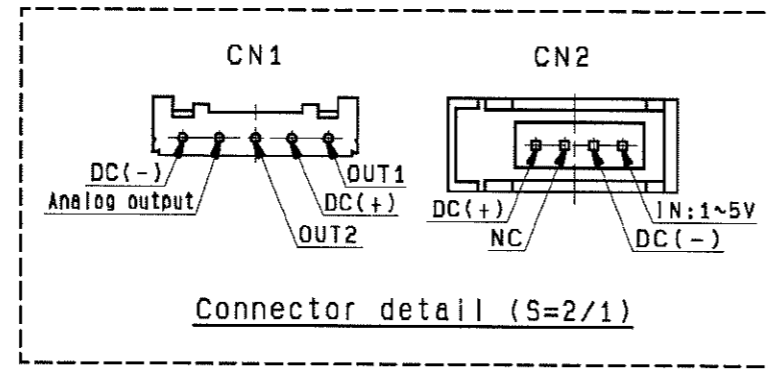 CN1
CN2
DC(-)
Analog output
OUT2
DC(+)
OUT1
DC(+)
NC
DC(-)
IN:1~5V
Connector detail (S=2/1)